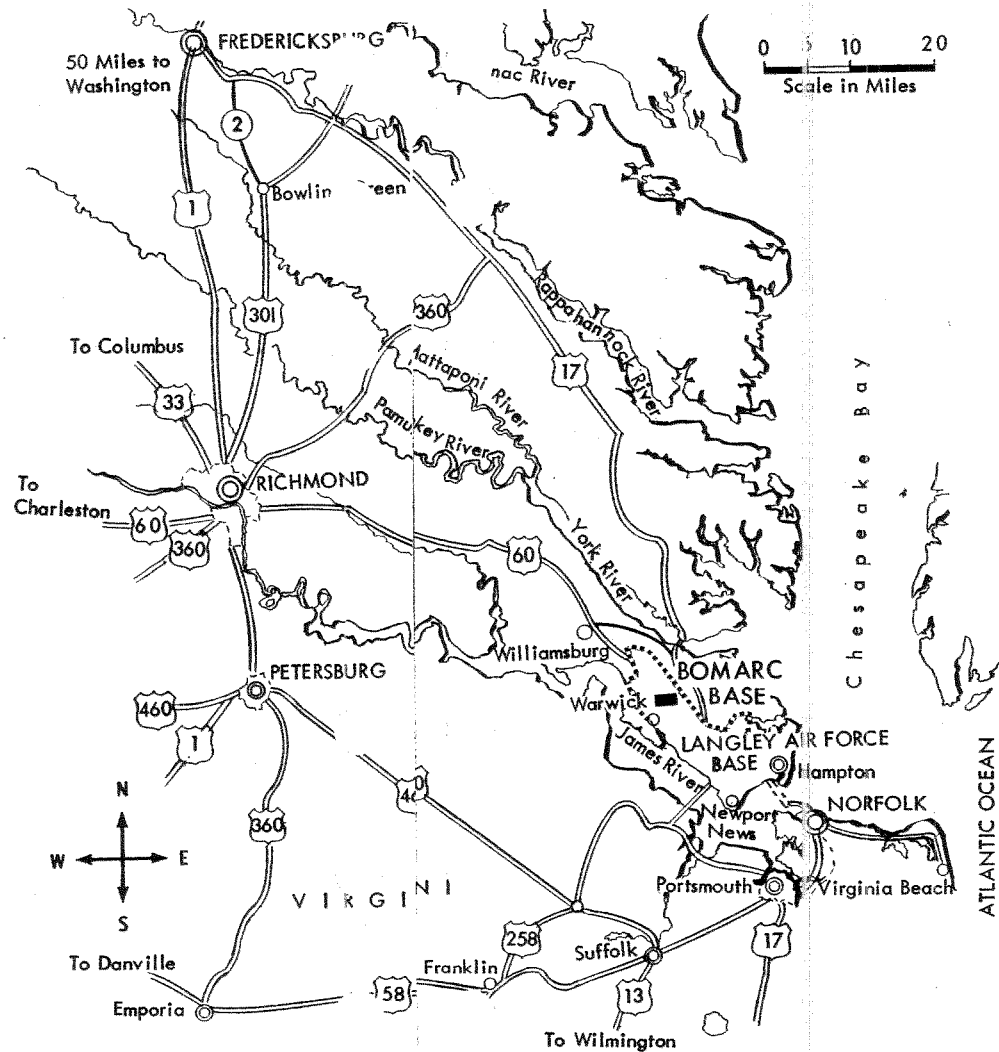 FREDERICKSBURG
50 Miles to
Washington
0 5 10 20
Scale in Miles
nac River
2
1
Bowlin reen
301
360
Rappahannock River
17
To Columbus
33
Mattaponi River
Pamukey River
RICHMOND
To
Charleston
60
360
60
York River
Chesapeake Bay
Williamsburg
BOMARC
BASE
Warwick
PETERSBURG
460
1
James River
LANGLEY AIR FORCE
BASE
Hampton
Newport
News
NORFOLK
ATLANTIC OCEAN
N
W E
S
360
VIRGINI
Portsmouth
Virginia Beach
258
Suffolk
17
To Danville
Franklin
Emporia
58
13
To Wilmington